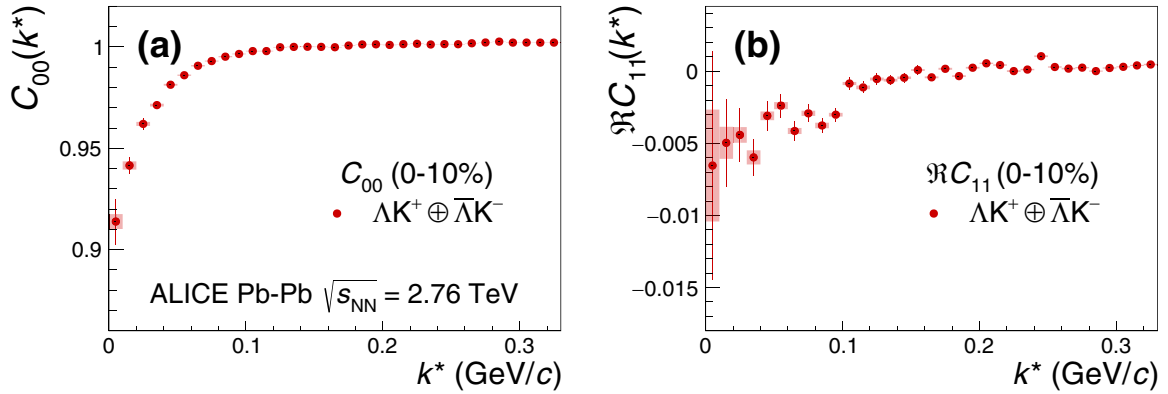 C₀₀(k*)
(a)
1
0.95
0.9
C₀₀ (0-10%)
ΛK⁺ ⊕ Λ̅K⁻
ALICE Pb-Pb √sNN = 2.76 TeV
0 0.1 0.2 0.3
k* (GeV/c)
ℜC₁₁(k*)
(b)
0
−0.005
−0.01
−0.015
ℜC₁₁ (0-10%)
ΛK⁺ ⊕ Λ̅K⁻
0 0.1 0.2 0.3
k* (GeV/c)